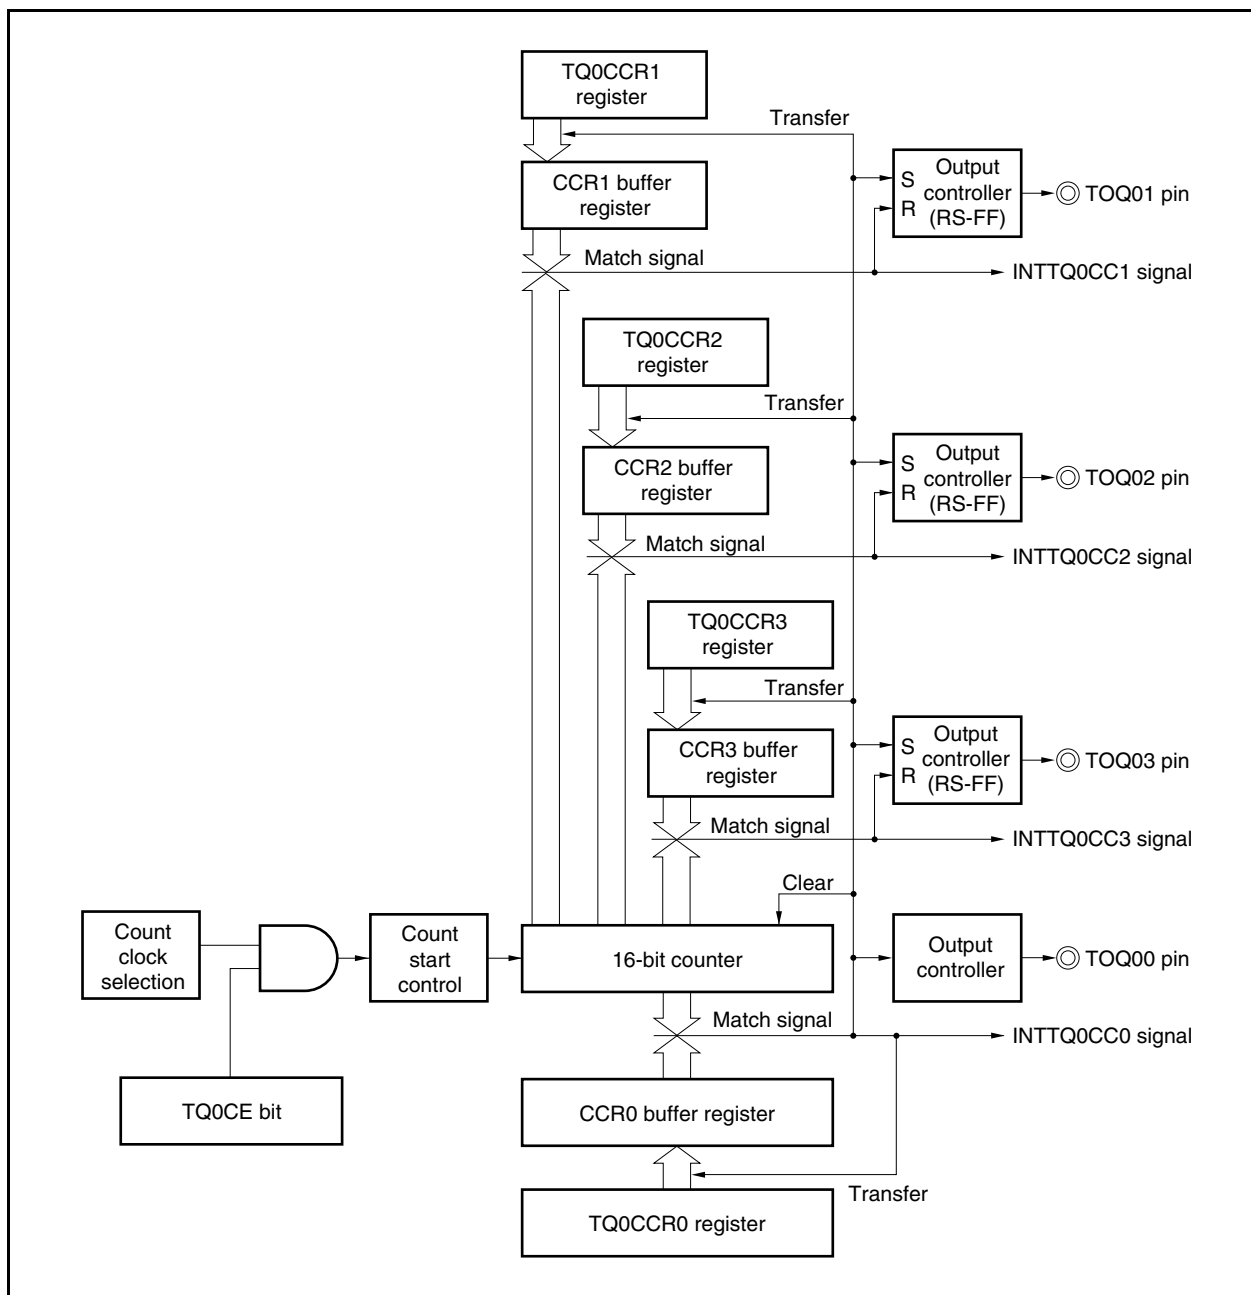 TQ0CCR1
register
Transfer
CCR1 buffer
register
S
R
Output
controller
(RS-FF)
TOQ01 pin
Match signal
INTTQ0CC1 signal
TQ0CCR2
register
Transfer
CCR2 buffer
register
S
R
Output
controller
(RS-FF)
TOQ02 pin
Match signal
INTTQ0CC2 signal
TQ0CCR3
register
Transfer
CCR3 buffer
register
S
R
Output
controller
(RS-FF)
TOQ03 pin
Match signal
INTTQ0CC3 signal
Clear
Count
clock
selection
Count
start
control
16-bit counter
Output
controller
TOQ00 pin
Match signal
INTTQ0CC0 signal
TQ0CE bit
CCR0 buffer register
Transfer
TQ0CCR0 register